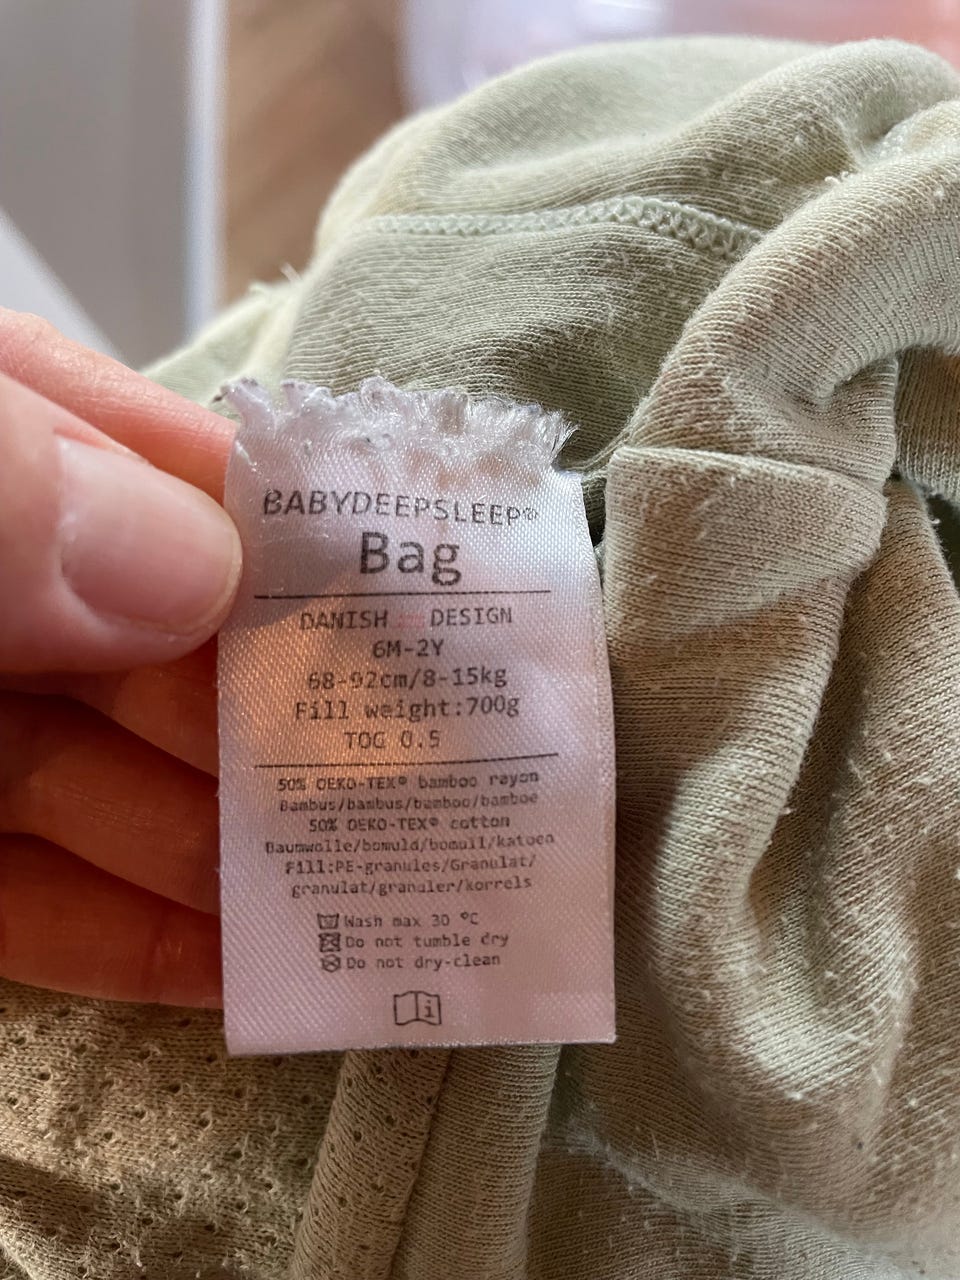 BABYDEEPSLEEP®
Bag
DANISH DESIGN
6M-2Y
68-92cm/8-15kg
Fill weight:700g
TOG 0.5
50% OEKO-TEX® bamboo rayon
Bambus/bambus/bamboo/bamboe
50% OEKO-TEX® cotton
Baumwolle/bomuld/bomull/katoen
Fill:PE-granules/Granulat/
granulat/granuler/korrels
Wash max 30 °C
Do not tumble dry
Do not dry-clean
i